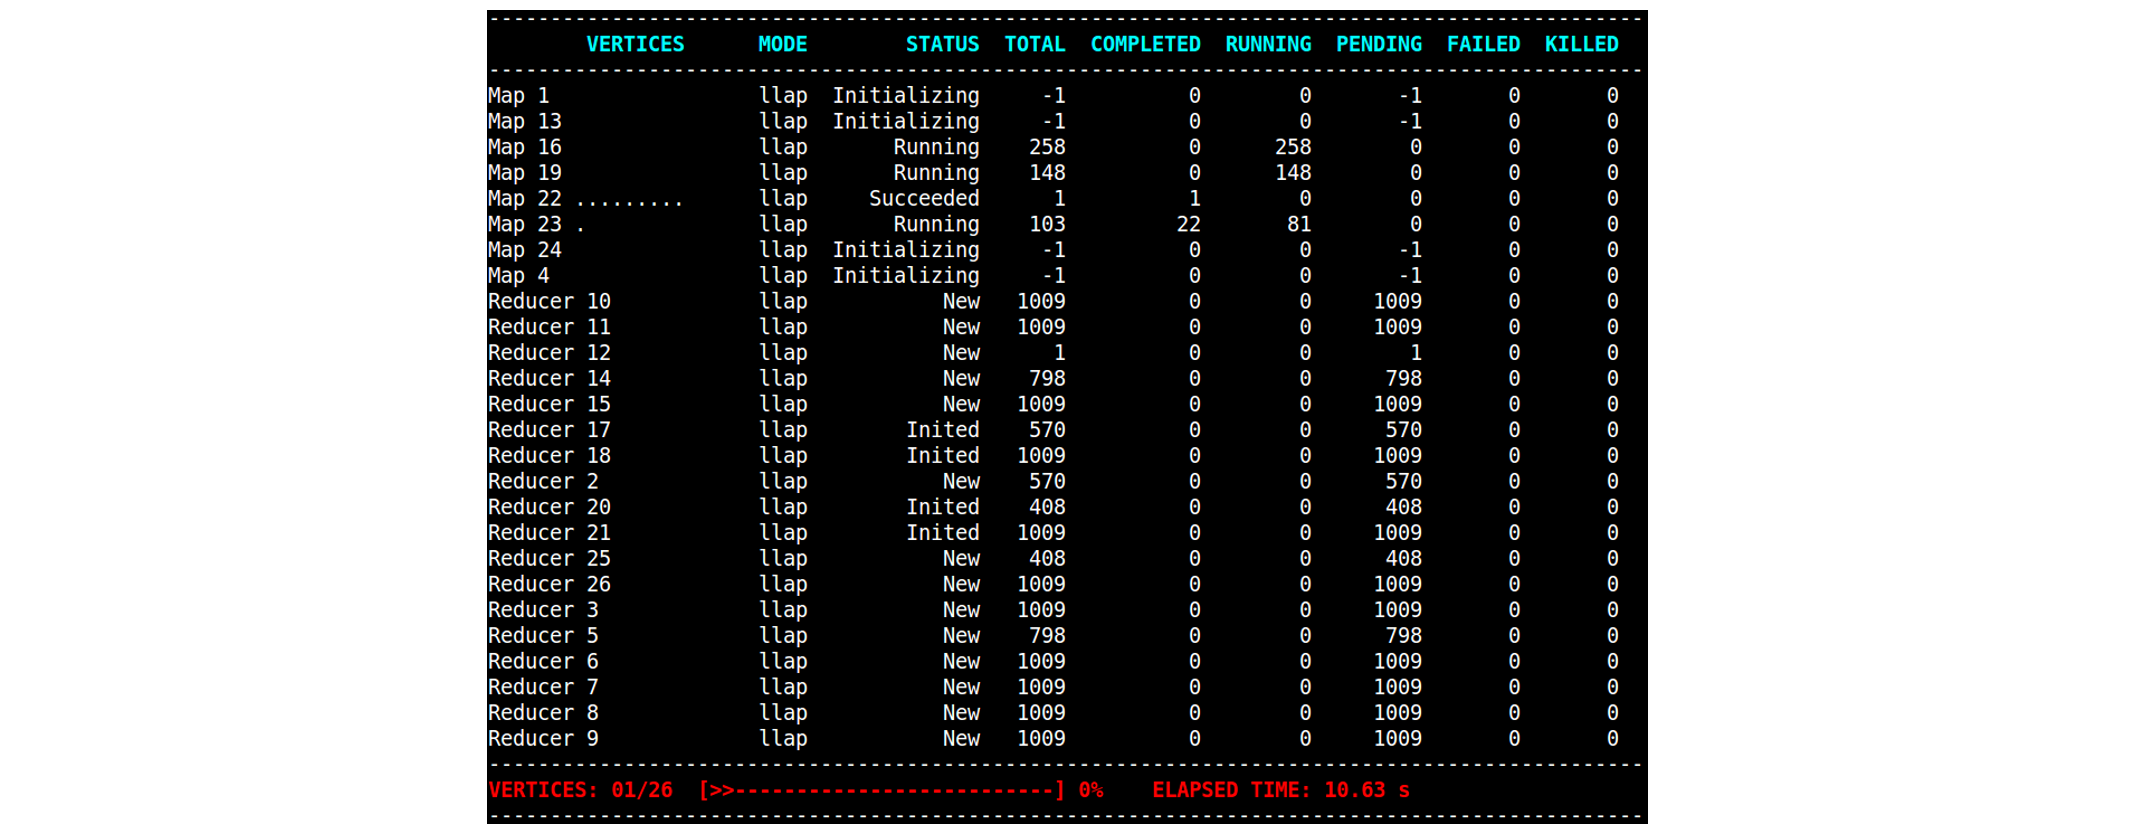 ----------------------------------------------------------------------------------------------
        VERTICES      MODE        STATUS  TOTAL  COMPLETED  RUNNING  PENDING  FAILED  KILLED
----------------------------------------------------------------------------------------------
Map 1                 llap  Initializing     -1          0        0       -1       0       0
Map 13                llap  Initializing     -1          0        0       -1       0       0
Map 16                llap       Running    258          0      258        0       0       0
Map 19                llap       Running    148          0      148        0       0       0
Map 22 .........      llap     Succeeded      1          1        0        0       0       0
Map 23 .              llap       Running    103         22       81        0       0       0
Map 24                llap  Initializing     -1          0        0       -1       0       0
Map 4                 llap  Initializing     -1          0        0       -1       0       0
Reducer 10            llap           New   1009          0        0     1009       0       0
Reducer 11            llap           New   1009          0        0     1009       0       0
Reducer 12            llap           New      1          0        0        1       0       0
Reducer 14            llap           New    798          0        0      798       0       0
Reducer 15            llap           New   1009          0        0     1009       0       0
Reducer 17            llap        Inited    570          0        0      570       0       0
Reducer 18            llap        Inited   1009          0        0     1009       0       0
Reducer 2             llap           New    570          0        0      570       0       0
Reducer 20            llap        Inited    408          0        0      408       0       0
Reducer 21            llap        Inited   1009          0        0     1009       0       0
Reducer 25            llap           New    408          0        0      408       0       0
Reducer 26            llap           New   1009          0        0     1009       0       0
Reducer 3             llap           New   1009          0        0     1009       0       0
Reducer 5             llap           New    798          0        0      798       0       0
Reducer 6             llap           New   1009          0        0     1009       0       0
Reducer 7             llap           New   1009          0        0     1009       0       0
Reducer 8             llap           New   1009          0        0     1009       0       0
Reducer 9             llap           New   1009          0        0     1009       0       0
----------------------------------------------------------------------------------------------
VERTICES: 01/26  [>>--------------------------] 0%    ELAPSED TIME: 10.63 s
----------------------------------------------------------------------------------------------